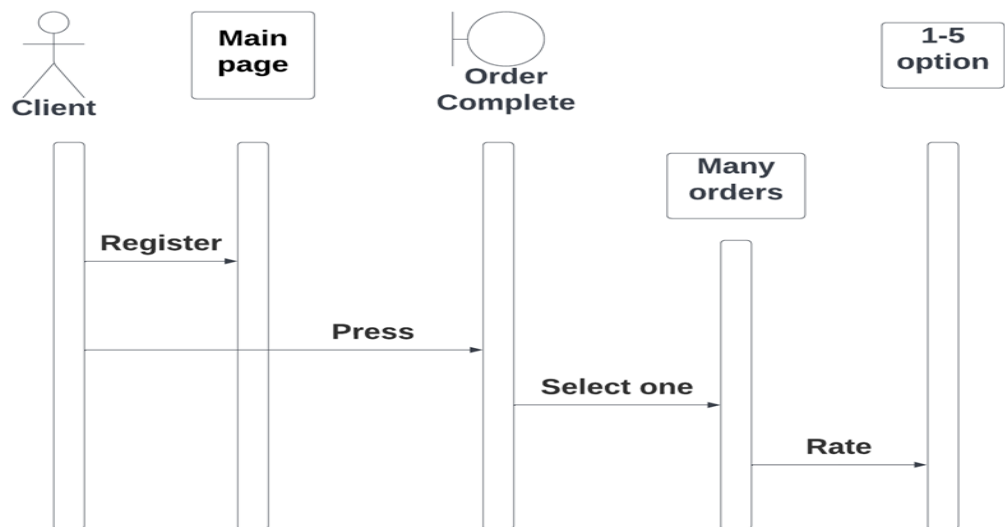 Client
Main
page
Order
Complete
1-5
option
Many
orders
Register
Press
Select one
Rate